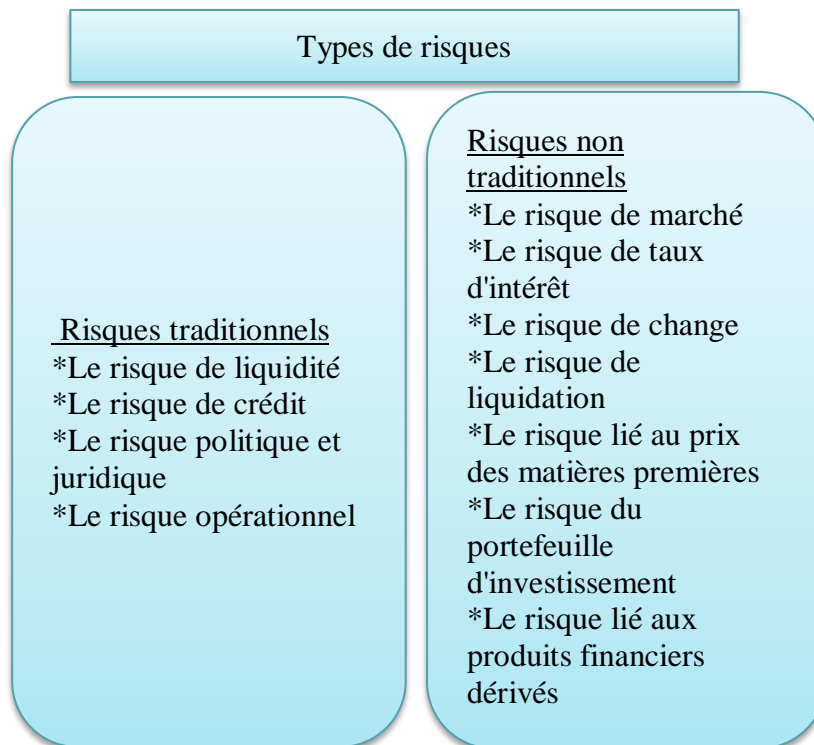 Types de risques
Risques traditionnels
*Le risque de liquidité
*Le risque de crédit
*Le risque politique et
juridique
*Le risque opérationnel
Risques non
traditionnels
*Le risque de marché
*Le risque de taux
d'intérêt
*Le risque de change
*Le risque de
liquidation
*Le risque lié au prix
des matières premières
*Le risque du
portefeuille
d'investissement
*Le risque lié aux
produits financiers
dérivés